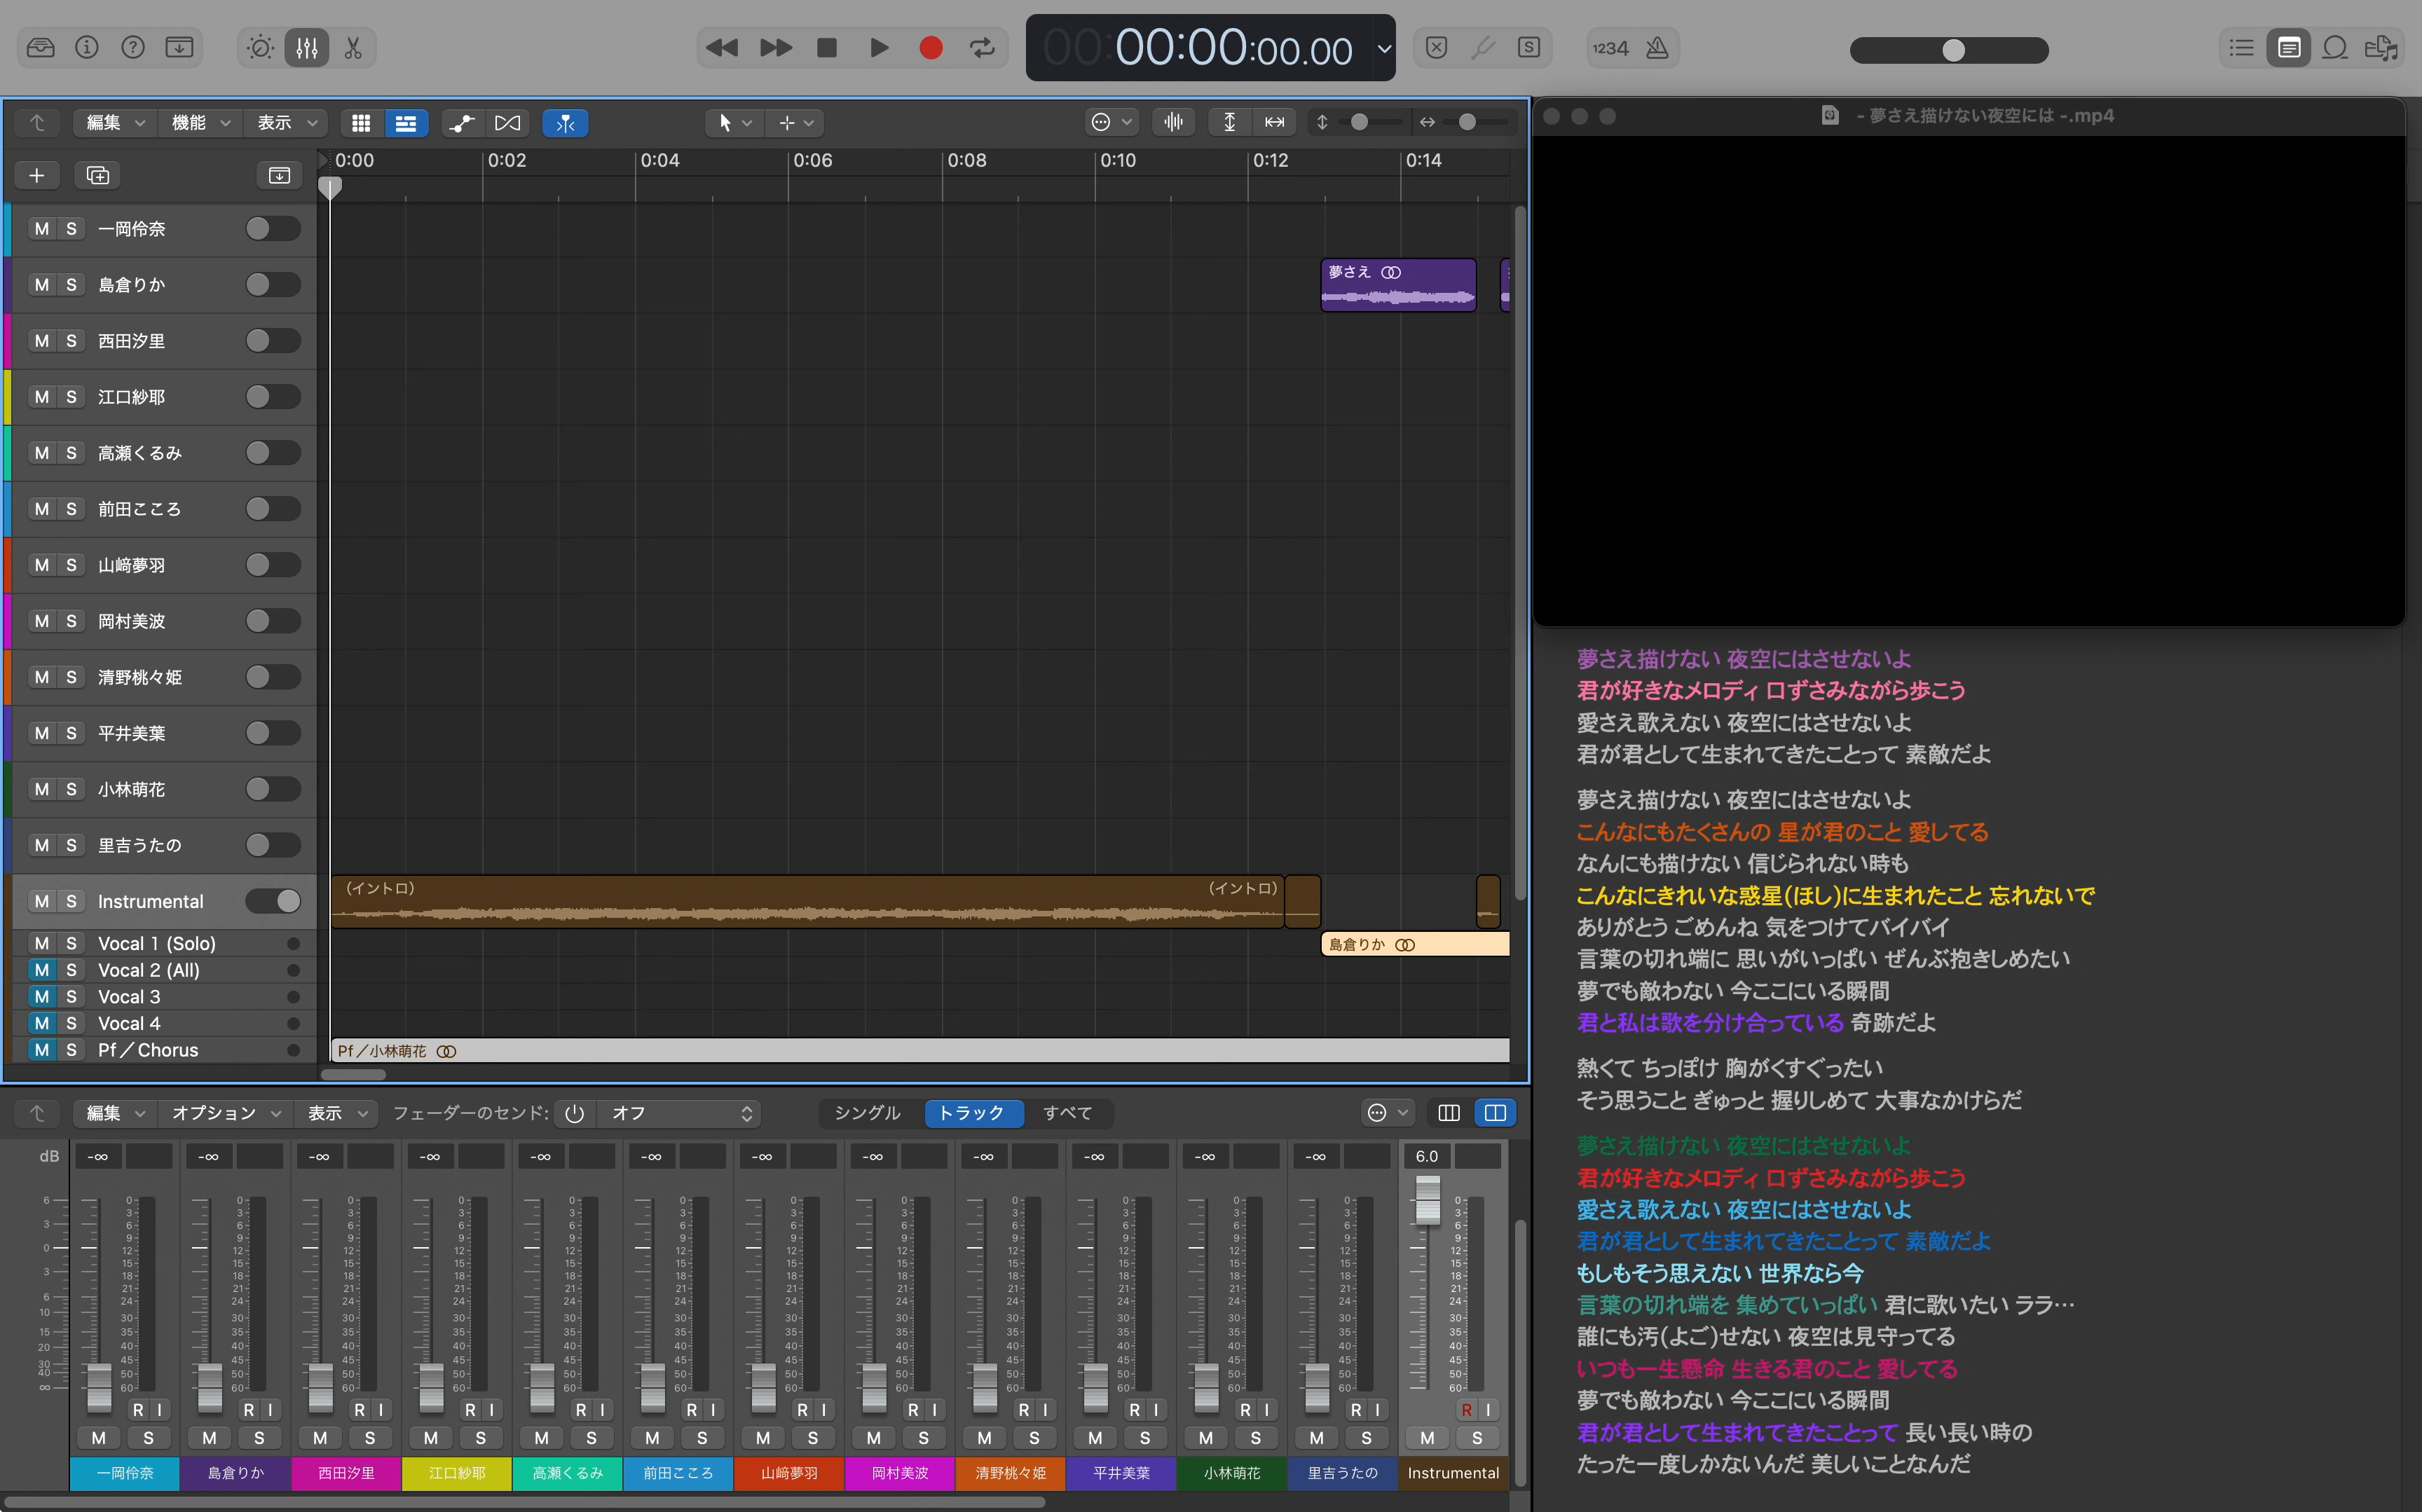 1234
00:00:00:00.00
- 夢さえ描けない夜空には -.mp4
編集 機能 表示
0:00 0:02 0:04 0:06 0:08 0:10 0:12 0:14
M S 一岡伶奈
M S 島倉りか
夢さえ
M S 西田汐里
M S 江口紗耶
M S 高瀬くるみ
M S 前田こころ
M S 山﨑夢羽
M S 岡村美波
M S 清野桃々姫
M S 平井美葉
M S 小林萌花
M S 里吉うたの
M S Instrumental
(イントロ) (イントロ)
M S Vocal 1 (Solo)
島倉りか
M S Vocal 2 (All)
M S Vocal 3
M S Vocal 4
M S Pf／Chorus
Pf／小林萌花
夢さえ描けない 夜空にはさせないよ
君が好きなメロディ 口ずさみながら歩こう
愛さえ歌えない 夜空にはさせないよ
君が君として生まれてきたことって 素敵だよ
夢さえ描けない 夜空にはさせないよ
こんなにもたくさんの 星が君のこと 愛してる
なんにも描けない 信じられない時も
こんなにきれいな惑星(ほし)に生まれたこと 忘れないで
ありがとう ごめんね 気をつけてバイバイ
言葉の切れ端に 思いがいっぱい ぜんぶ抱きしめたい
夢でも敵わない 今ここにいる瞬間
君と私は歌を分け合っている 奇跡だよ
熱くて ちっぽけ 胸がくすぐったい
そう思うこと ぎゅっと 握りしめて 大事なかけらだ
夢さえ描けない 夜空にはさせないよ
君が好きなメロディ 口ずさみながら歩こう
愛さえ歌えない 夜空にはさせないよ
君が君として生まれてきたことって 素敵だよ
もしもそう思えない 世界なら今
言葉の切れ端を 集めていっぱい 君に歌いたい ララ…
誰にも汚(よご)せない 夜空は見守ってる
いつも一生懸命 生きる君のこと 愛してる
夢でも敵わない 今ここにいる瞬間
君が君として生まれてきたことって 長い長い時の
たった一度しかないんだ 美しいことなんだ
編集 オプション 表示 フェーダーのセンド: オフ シングル トラック すべて
dB -∞ -∞ -∞ -∞ -∞ -∞ -∞ -∞ -∞ -∞ -∞ -∞ 6.0
6 3 0 3 6 10 15 20 30 40 ∞
0 3 6 9 12 15 18 21 24 30 35 40 45 50 60
R I R I R I R I R I R I R I R I R I R I R I R I R I
M S M S M S M S M S M S M S M S M S M S M S M S M S
一岡伶奈 島倉りか 西田汐里 江口紗耶 高瀬くるみ 前田こころ 山﨑夢羽 岡村美波 清野桃々姫 平井美葉 小林萌花 里吉うたの Instrumental